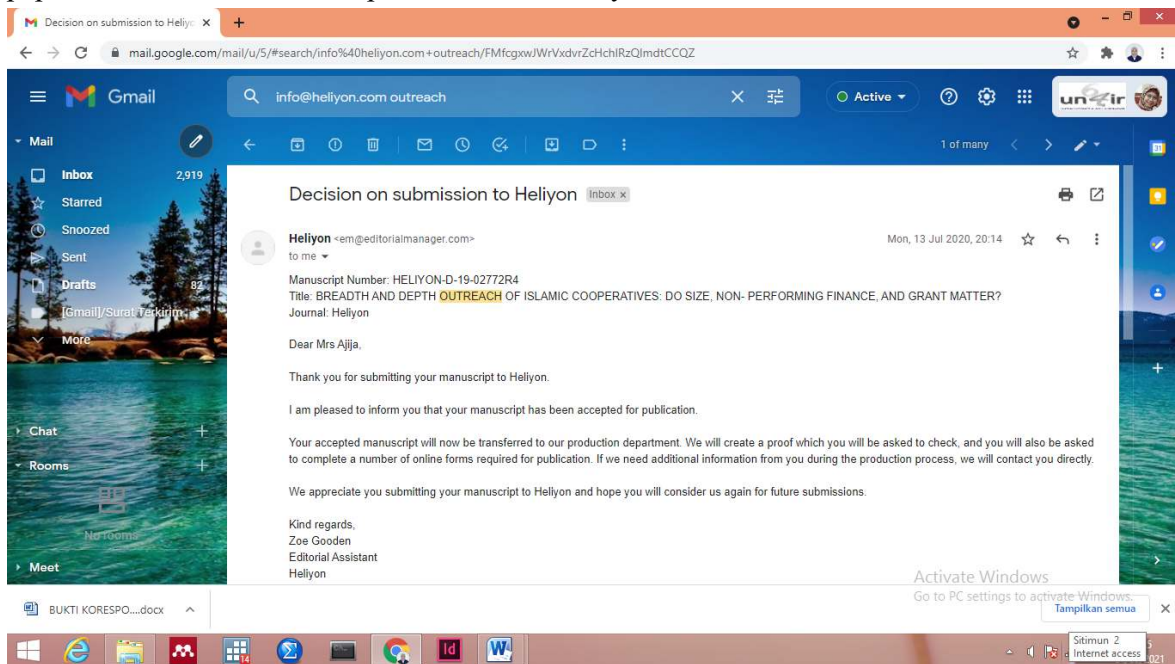 Decision on submission to Heliyo
mail.google.com/mail/u/5/#search/info%40heliyon.com+outreach/FMfcgxwJWrVxdvrZcHchlRzQlmdtCCQZ
Gmail
info@heliyon.com outreach
Active
Mail
1 of many
31
Inbox 2,919
Starred
Snoozed
Sent
Drafts 82
[Gmail]/Surat Terkirim
More
Chat
Rooms
No rooms
Meet
Decision on submission to Heliyon Inbox x
Heliyon <em@editorialmanager.com> Mon, 13 Jul 2020, 20:14
to me
Manuscript Number: HELIYON-D-19-02772R4
Title: BREADTH AND DEPTH OUTREACH OF ISLAMIC COOPERATIVES: DO SIZE, NON- PERFORMING FINANCE, AND GRANT MATTER?
Journal: Heliyon
Dear Mrs Ajija,
Thank you for submitting your manuscript to Heliyon.
I am pleased to inform you that your manuscript has been accepted for publication.
Your accepted manuscript will now be transferred to our production department. We will create a proof which you will be asked to check, and you will also be asked
to complete a number of online forms required for publication. If we need additional information from you during the production process, we will contact you directly.
We appreciate you submitting your manuscript to Heliyon and hope you will consider us again for future submissions.
Kind regards,
Zoe Gooden
Editorial Assistant
Heliyon
Activate Windows
Go to PC settings to activate Windows.
BUKTI KORESPO....docx
Tampilkan semua
Sitimun 2
Internet access
14
Id
W